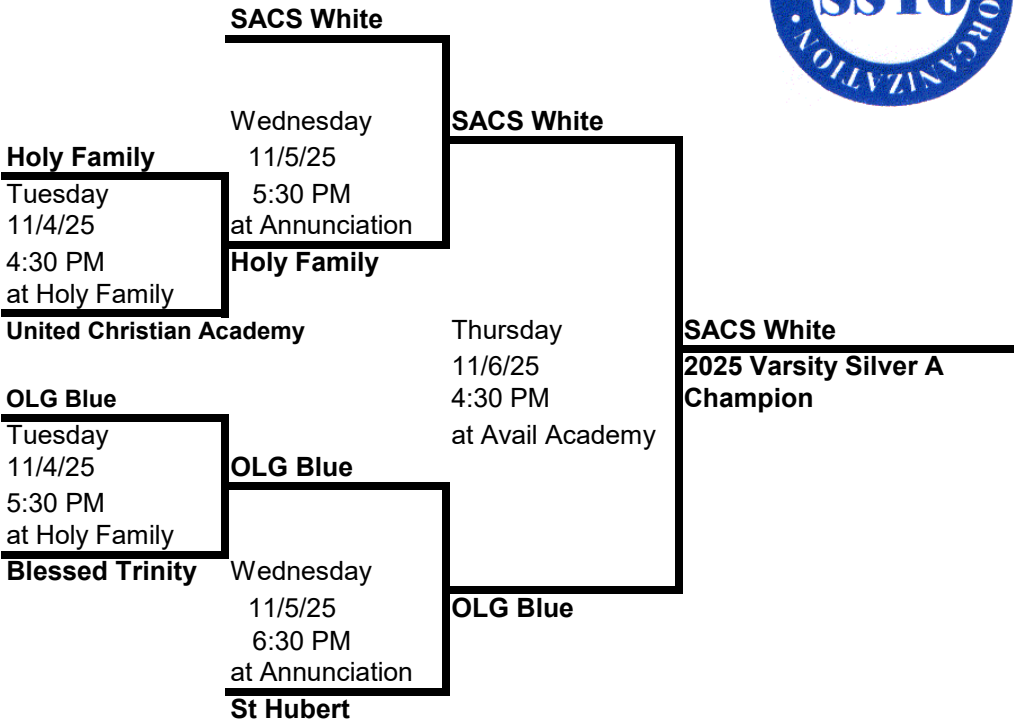 SACS White
SSTO
ORGANIZATION
Wednesday
11/5/25
5:30 PM
at Annunciation
SACS White
Holy Family
Tuesday
11/4/25
4:30 PM
at Holy Family
Holy Family
United Christian Academy
Thursday
11/6/25
4:30 PM
at Avail Academy
SACS White
2025 Varsity Silver A
Champion
OLG Blue
Tuesday
11/4/25
5:30 PM
at Holy Family
OLG Blue
Blessed Trinity
Wednesday
11/5/25
6:30 PM
at Annunciation
OLG Blue
St Hubert